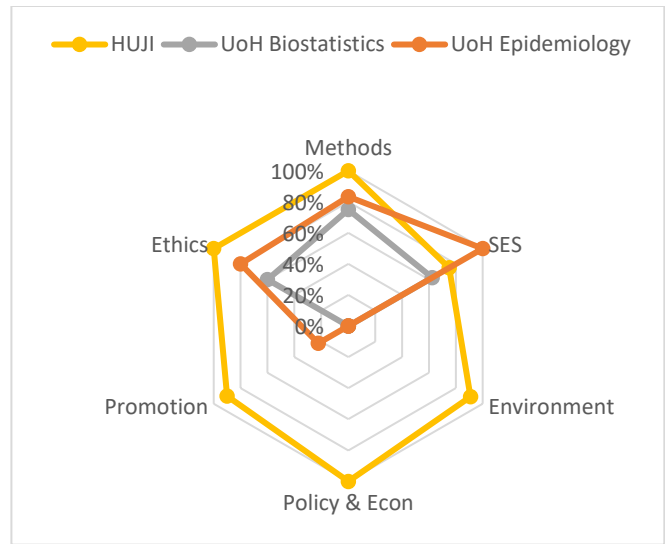 HUJI UoH Biostatistics UoH Epidemiology
Methods
100%
80%
Ethics 60% SES
40%
20%
0%
Promotion Environment
Policy & Econ